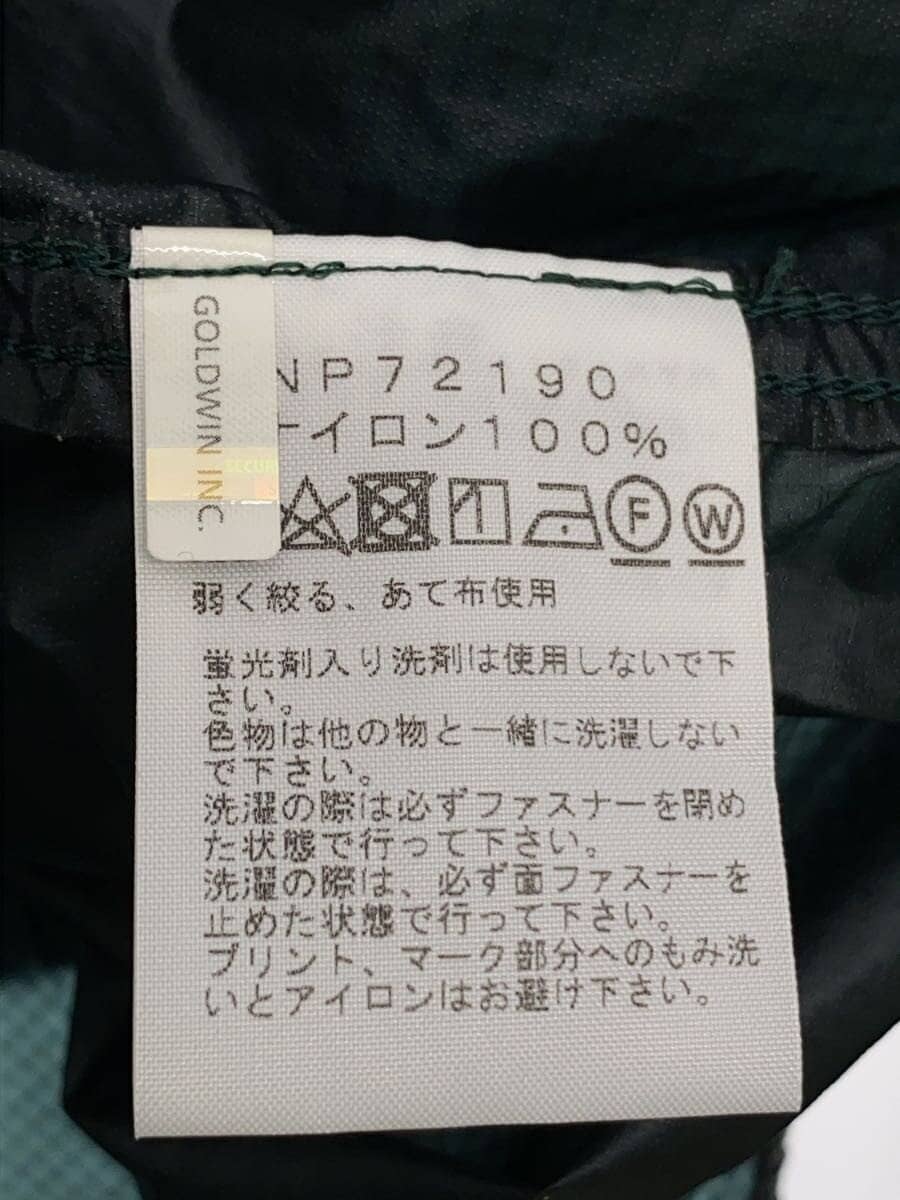 GOLDWIN INC.
SECUR
NP72190
ナイロン100%
F W
弱く絞る、あて布使用
蛍光剤入り洗剤は使用しないで下
さい。
色物は他の物と一緒に洗濯しない
で下さい。
洗濯の際は必ずファスナーを閉め
た状態で行って下さい。
洗濯の際は、必ず面ファスナーを
止めた状態で行って下さい。
プリント、マーク部分へのもみ洗
いとアイロンはお避け下さい。